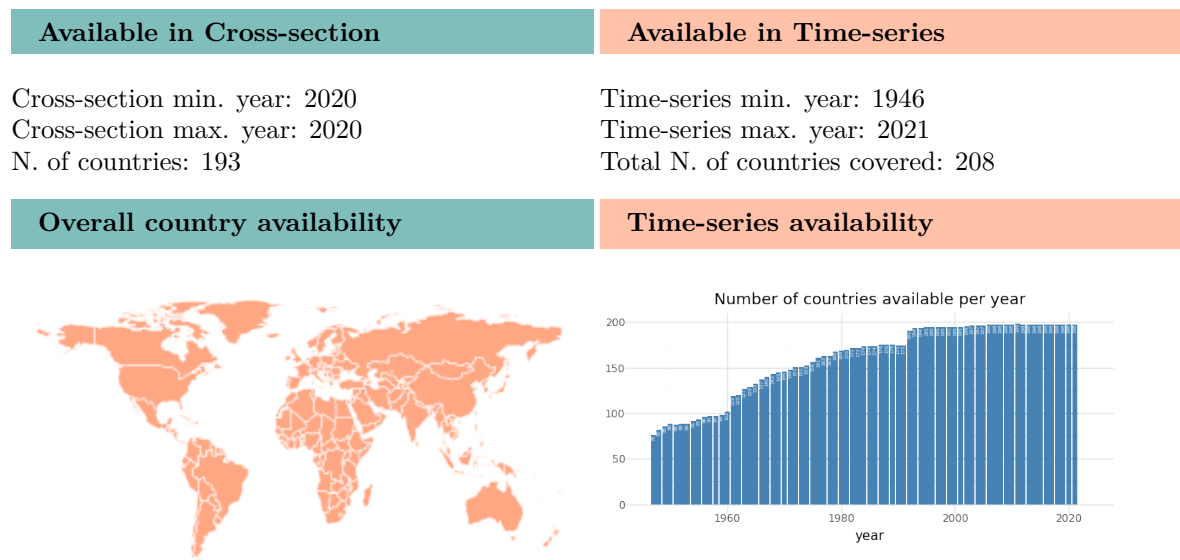 Available in Cross-section
Available in Time-series
Cross-section min. year: 2020
Cross-section max. year: 2020
N. of countries: 193
Time-series min. year: 1946
Time-series max. year: 2021
Total N. of countries covered: 208
Overall country availability
Time-series availability
Number of countries available per year
200
150
100
50
0
1960
1980
2000
2020
year